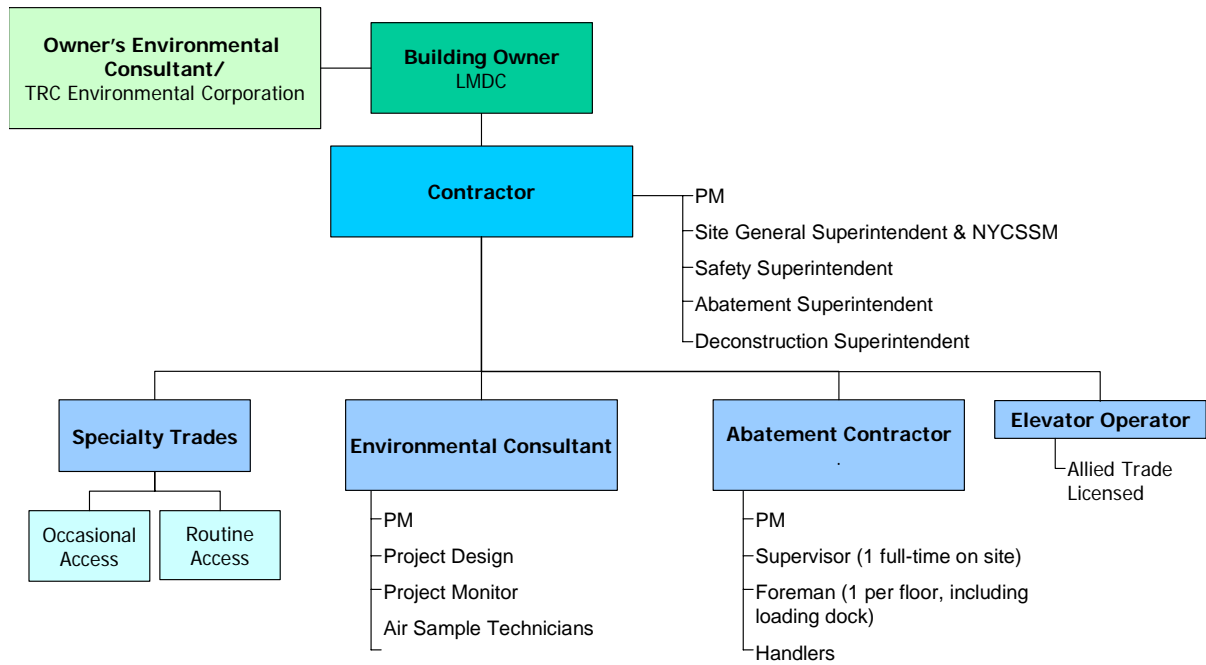 Owner's Environmental
Consultant/
TRC Environmental Corporation
Building Owner
LMDC
Contractor
PM
Site General Superintendent & NYCSSM
Safety Superintendent
Abatement Superintendent
Deconstruction Superintendent
Specialty Trades
Occasional
Access
Routine
Access
Environmental Consultant
PM
Project Design
Project Monitor
Air Sample Technicians
Abatement Contractor
.
PM
Supervisor (1 full-time on site)
Foreman (1 per floor, including
loading dock)
Handlers
Elevator Operator
Allied Trade
Licensed